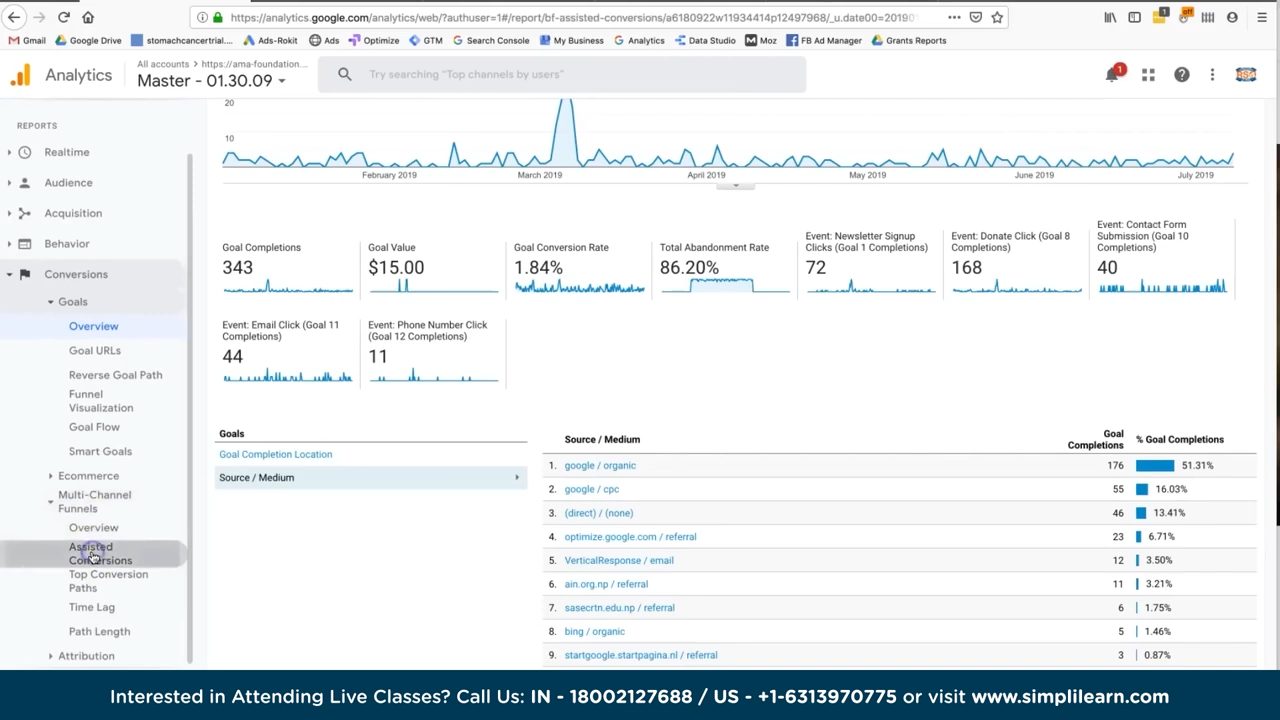 https://analytics.google.com/analytics/web/?authuser=1#/report/bf-assisted-conversions/a6180922w11934414p12497968/_u.date00=20190
1
off
Gmail Google Drive stomachcancertrial.... Ads-Rokit Ads Optimize GTM Search Console My Business Analytics Data Studio Moz FB Ad Manager Grants Reports
Analytics
All accounts > https://ama-foundation...
Master - 01.30.09
Try searching "Top channels by users"
1
REPORTS
Realtime
Audience
Acquisition
Behavior
Conversions
Goals
Overview
Goal URLs
Reverse Goal Path
Funnel
Visualization
Goal Flow
Smart Goals
Ecommerce
Multi-Channel
Funnels
Overview
Assisted
Conversions
Top Conversion
Paths
Time Lag
Path Length
Attribution
20
10
February 2019 March 2019 April 2019 May 2019 June 2019 July 2019
Goal Completions
343
Goal Value
$15.00
Goal Conversion Rate
1.84%
Total Abandonment Rate
86.20%
Event: Newsletter Signup
Clicks (Goal 1 Completions)
72
Event: Donate Click (Goal 8
Completions)
168
Event: Contact Form
Submission (Goal 10
Completions)
40
Event: Email Click (Goal 11
Completions)
44
Event: Phone Number Click
(Goal 12 Completions)
11
Goals
Goal Completion Location
Source / Medium
Source / Medium Goal Completions % Goal Completions
1. google / organic 176 51.31%
2. google / cpc 55 16.03%
3. (direct) / (none) 46 13.41%
4. optimize.google.com / referral 23 6.71%
5. VerticalResponse / email 12 3.50%
6. ain.org.np / referral 11 3.21%
7. sasecrtn.edu.np / referral 6 1.75%
8. bing / organic 5 1.46%
9. startgoogle.startpagina.nl / referral 3 0.87%
Interested in Attending Live Classes? Call Us: IN - 18002127688 / US - +1-6313970775 or visit www.simplilearn.com